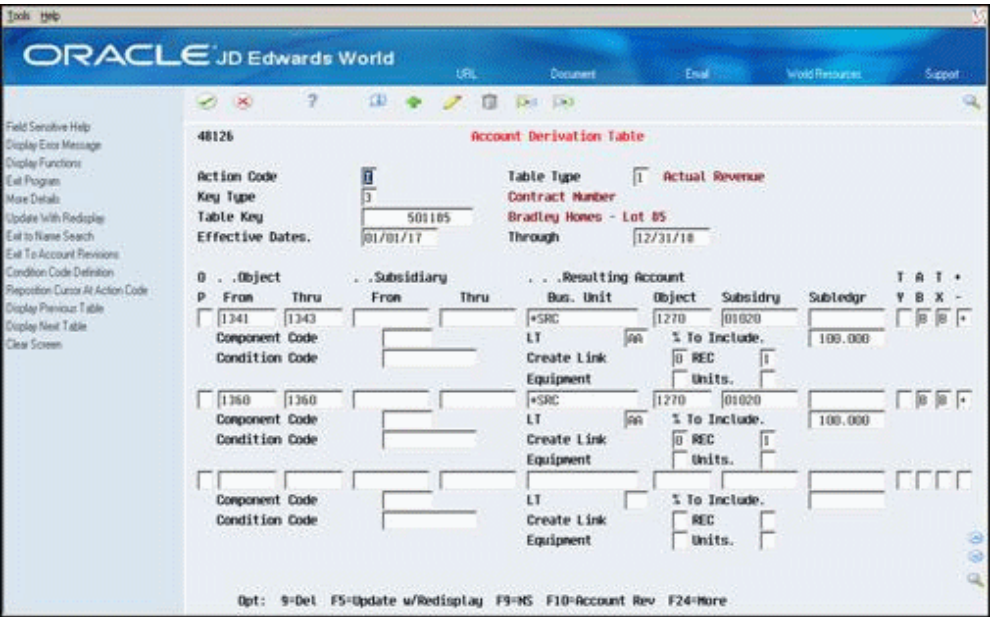 Tools Help
ORACLE JD Edwards World
URL Document Email World Resources Support
Field Sensitive Help
Display Error Message
Display Functions
Exit Program
More Details
Update With Redisplay
Exit to Name Search
Exit To Account Revisions
Condition Code Definition
Reposition Cursor At Action Code
Display Previous Table
Display Next Table
Clear Screen
48126 Account Derivation Table
Action Code I Table Type 1 Actual Revenue
Key Type 3 Contract Number
Table Key 501105 Bradley Homes - Lot 85
Effective Dates. 01/01/17 Through 12/31/18
O . . .Object . . .Subsidiary . . . .Resulting Account T A T +
P From Thru From Thru Bus. Unit Object Subsidry Subledgr Y B X -
1341 1343 *SRC 1270 01020 B B +
Component Code LT AA % To Include. 100.000
Condition Code Create Link 0 REC 1
Equipment Units.
1360 1360 *SRC 1270 01020 B B +
Component Code LT AA % To Include. 100.000
Condition Code Create Link 0 REC 1
Equipment Units.
Component Code LT % To Include.
Condition Code Create Link REC
Equipment Units.
Opt: 9=Del F5=Update w/Redisplay F9=NS F10=Account Rev F24=More